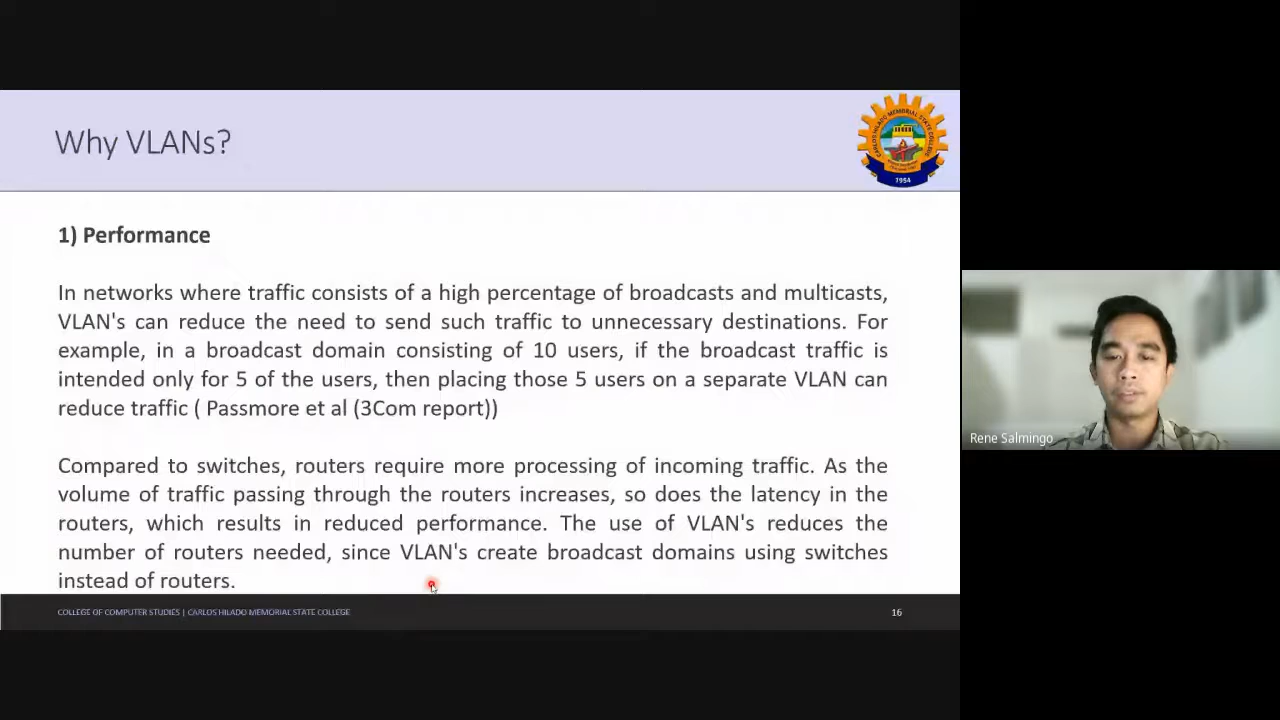 Why VLANs?
CARLOS HILADO MEMORIAL STATE COLLEGE
1954
1) Performance
In networks where traffic consists of a high percentage of broadcasts and multicasts,
VLAN's can reduce the need to send such traffic to unnecessary destinations. For
example, in a broadcast domain consisting of 10 users, if the broadcast traffic is
intended only for 5 of the users, then placing those 5 users on a separate VLAN can
reduce traffic ( Passmore et al (3Com report))
Compared to switches, routers require more processing of incoming traffic. As the
volume of traffic passing through the routers increases, so does the latency in the
routers, which results in reduced performance. The use of VLAN's reduces the
number of routers needed, since VLAN's create broadcast domains using switches
instead of routers.
COLLEGE OF COMPUTER STUDIES | CARLOS HILADO MEMORIAL STATE COLLEGE
16
Rene Salmingo